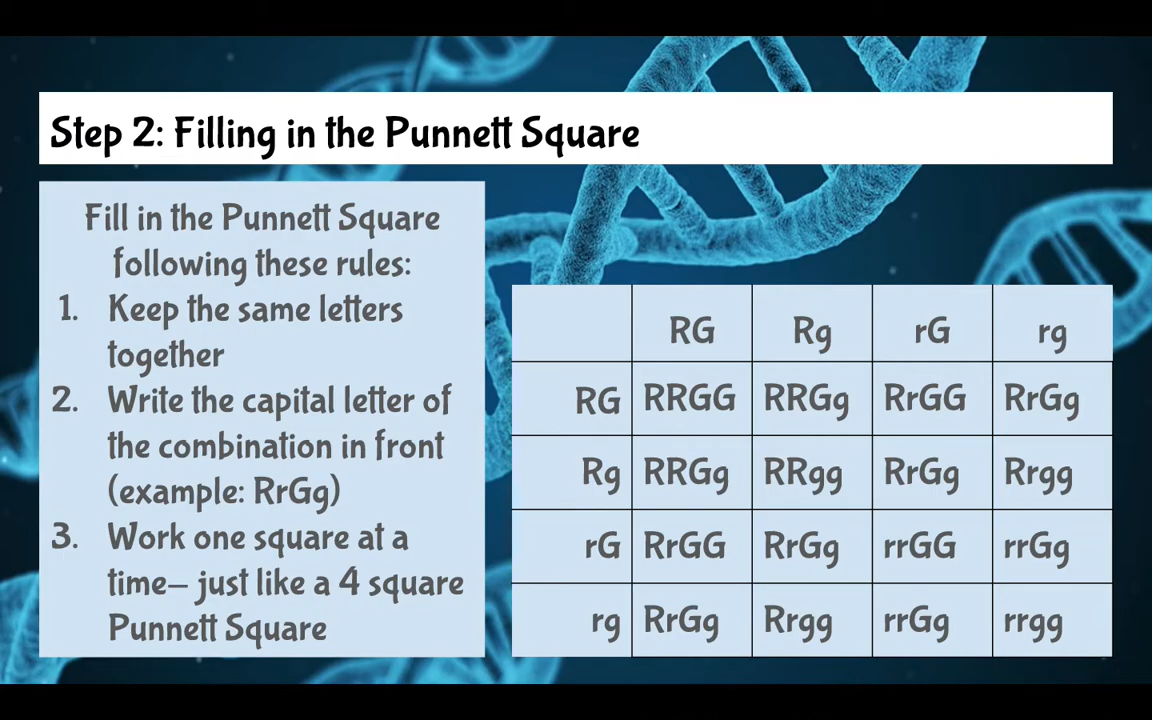 Step 2: Filling in the Punnett Square
Fill in the Punnett Square
following these rules:
1. Keep the same letters
together
2. Write the capital letter of
the combination in front
(example: RrGg)
3. Work one square at a
time– just like a 4 square
Punnett Square
RG Rg rG rg
RG RRGG RRGg RrGG RrGg
Rg RRGg RRgg RrGg Rrgg
rG RrGG RrGg rrGG rrGg
rg RrGg Rrgg rrGg rrgg